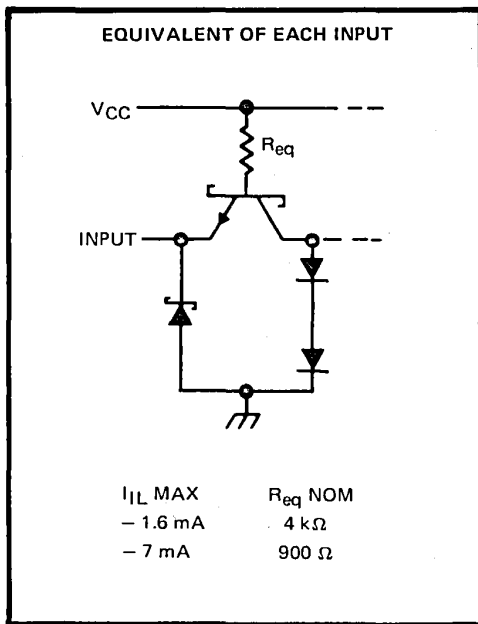 EQUIVALENT OF EACH INPUT
VCC
Req
INPUT
IIL MAX Req NOM
– 1.6 mA 4 kΩ
– 7 mA 900 Ω